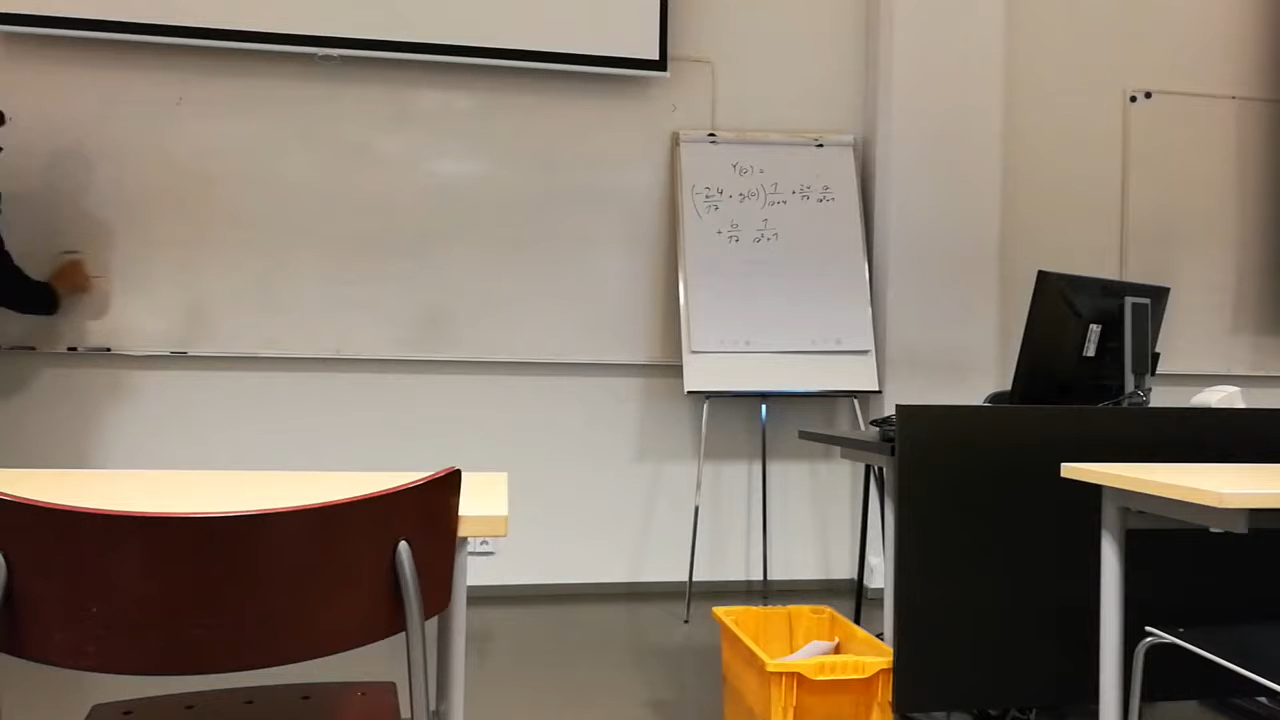 Y(s) =
(-24/17 + y(0)) 1/(s+4) + 24/17 s/(s²+1)
+ 6/17 1/(s²+1)